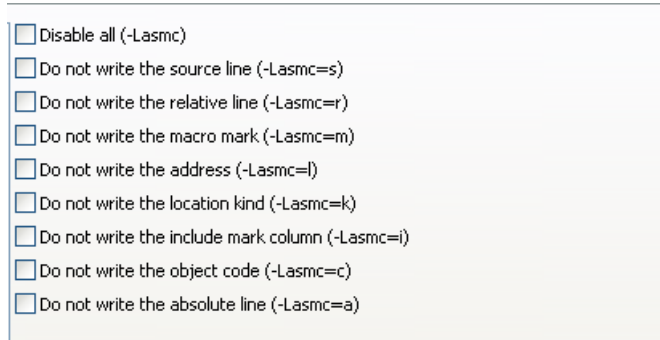 Disable all (-Lasmc)
Do not write the source line (-Lasmc=s)
Do not write the relative line (-Lasmc=r)
Do not write the macro mark (-Lasmc=m)
Do not write the address (-Lasmc=l)
Do not write the location kind (-Lasmc=k)
Do not write the include mark column (-Lasmc=i)
Do not write the object code (-Lasmc=c)
Do not write the absolute line (-Lasmc=a)